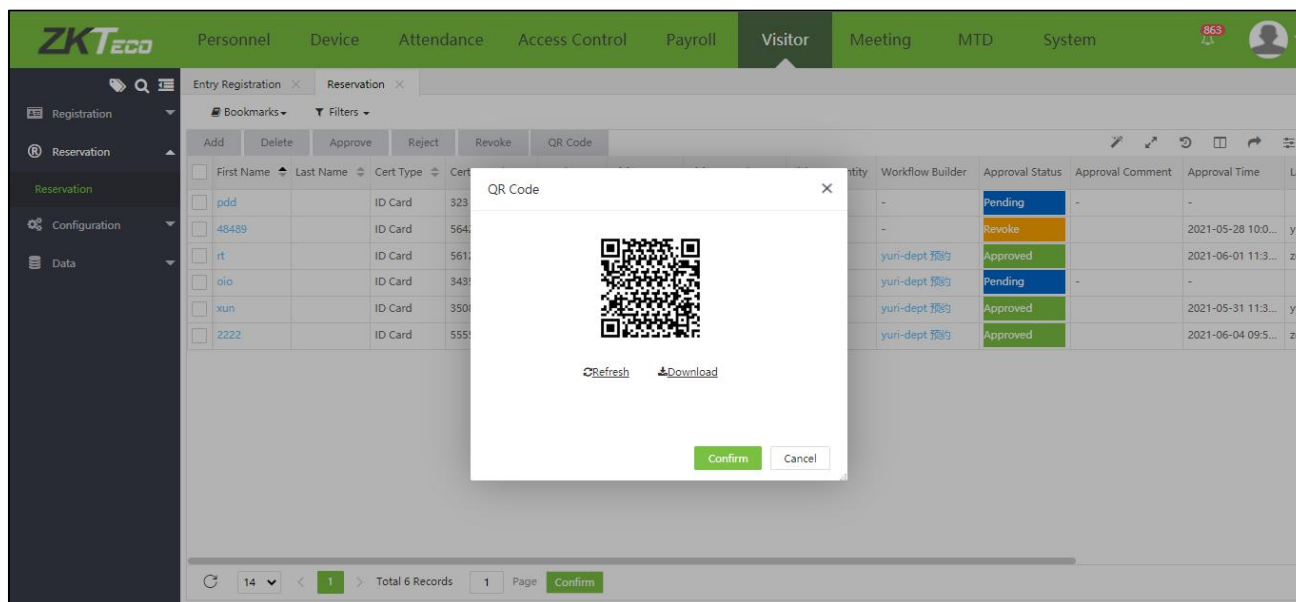 ZKTeco Personnel Device Attendance Access Control Payroll Visitor Meeting MTD System 863
Entry Registration Reservation
Registration
Reservation
Reservation
Configuration
Data
Bookmarks Filters
Add Delete Approve Reject Revoke QR Code
First Name Last Name Cert Type Cert Workflow Builder Approval Status Approval Comment Approval Time
pdd ID Card 323 - Pending - -
48489 ID Card 564 - Revoke 2021-05-28 10:0...
rt ID Card 561 yuri-dept 预约 Approved 2021-06-01 11:3...
oio ID Card 343 yuri-dept 预约 Pending - -
xun ID Card 350 yuri-dept 预约 Approved 2021-05-31 11:3...
2222 ID Card 555 yuri-dept 预约 Approved 2021-06-04 09:5...
QR Code
Refresh Download
Confirm Cancel
14 1 Total 6 Records 1 Page Confirm